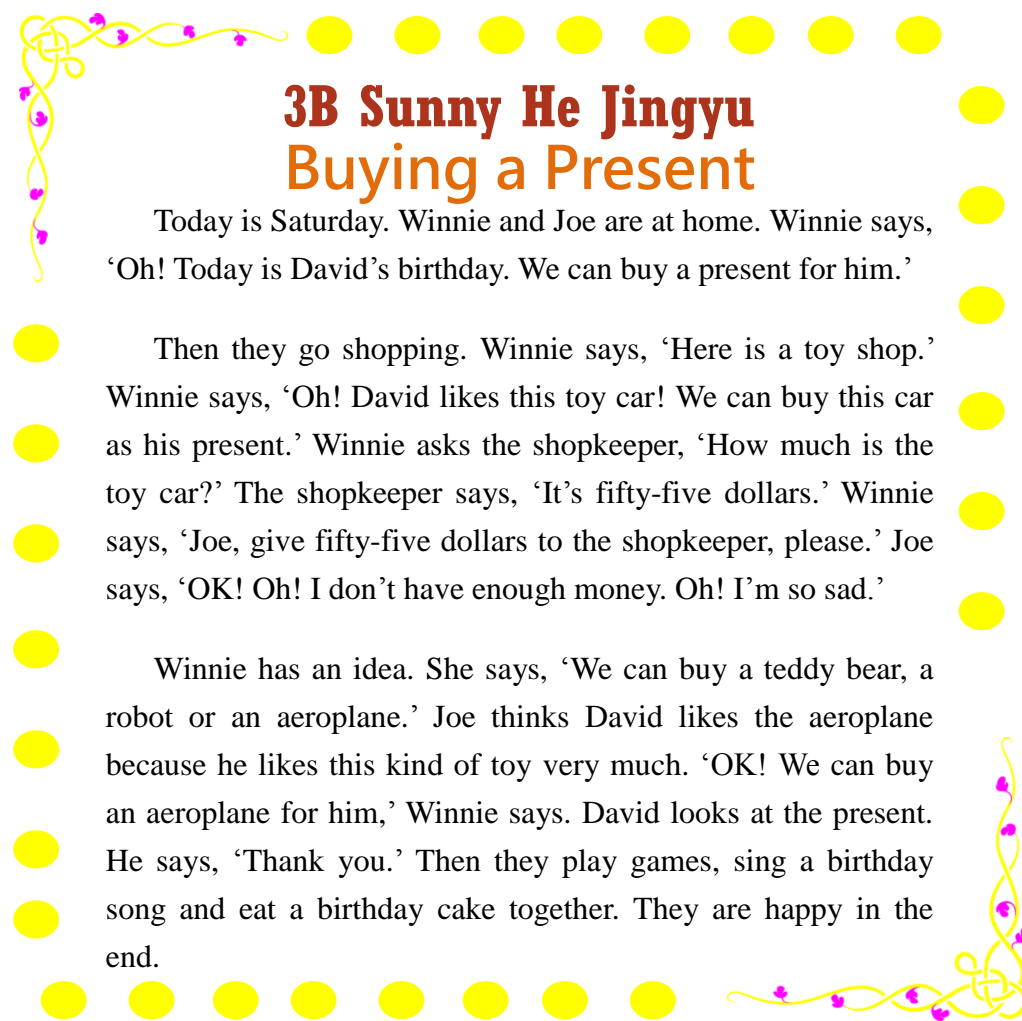 3B Sunny He Jingyu
Buying a Present
Today is Saturday. Winnie and Joe are at home. Winnie says,
‘Oh! Today is David’s birthday. We can buy a present for him.’
Then they go shopping. Winnie says, ‘Here is a toy shop.’
Winnie says, ‘Oh! David likes this toy car! We can buy this car
as his present.’ Winnie asks the shopkeeper, ‘How much is the
toy car?’ The shopkeeper says, ‘It’s fifty-five dollars.’ Winnie
says, ‘Joe, give fifty-five dollars to the shopkeeper, please.’ Joe
says, ‘OK! Oh! I don’t have enough money. Oh! I’m so sad.’
Winnie has an idea. She says, ‘We can buy a teddy bear, a
robot or an aeroplane.’ Joe thinks David likes the aeroplane
because he likes this kind of toy very much. ‘OK! We can buy
an aeroplane for him,’ Winnie says. David looks at the present.
He says, ‘Thank you.’ Then they play games, sing a birthday
song and eat a birthday cake together. They are happy in the
end.